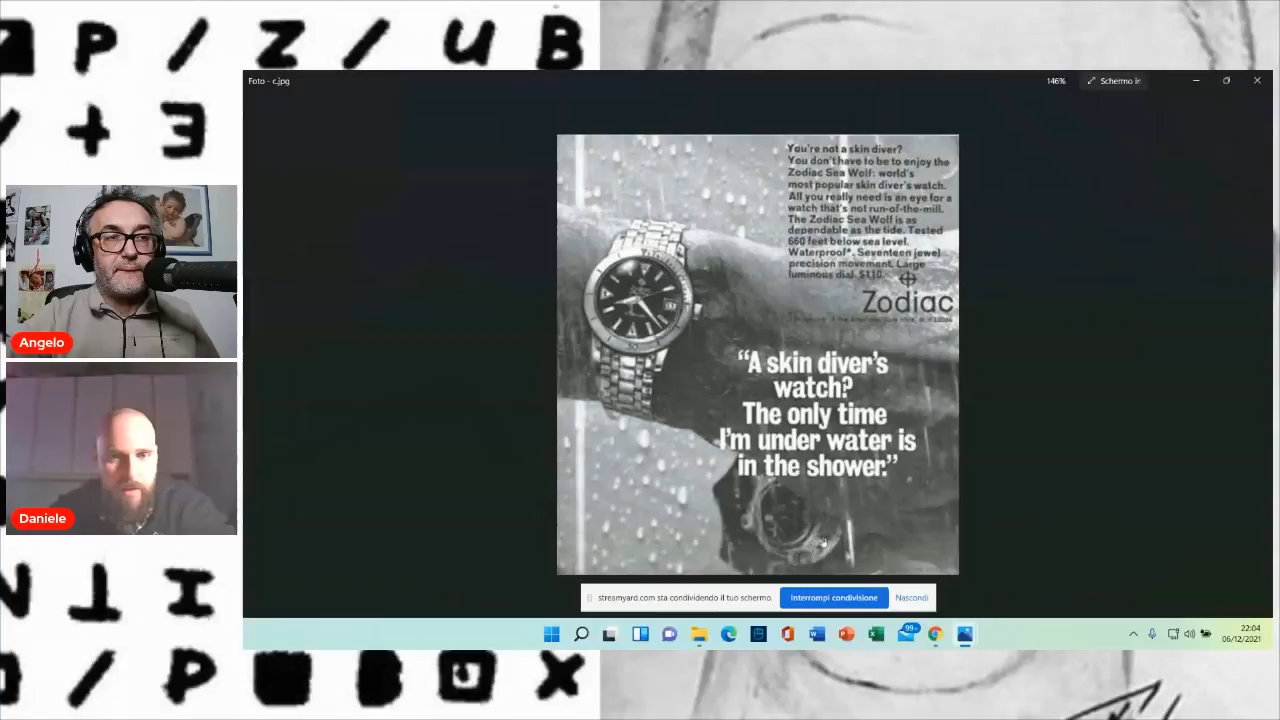 P / Z / U B
+ Ǝ
Foto - c.jpg
146%
Schermo in
You're not a skin diver?
You don't have to be to enjoy the
Zodiac Sea Wolf: world's
most popular skin diver's watch.
All you really need is an eye for a
watch that's not run-of-the-mill.
The Zodiac Sea Wolf is as
dependable as the tide. Tested
660 feet below sea level.
Waterproof*. Seventeen jewel
precision movement. Large
luminous dial. $110.
Zodiac
“A skin diver's
watch?
The only time
I'm under water is
in the shower.”
Angelo
Daniele
streamyard.com sta condividendo il tuo schermo.
Interrompi condivisione
Nascondi
99+
22:04
06/12/2021
⊥ I
/ P B X